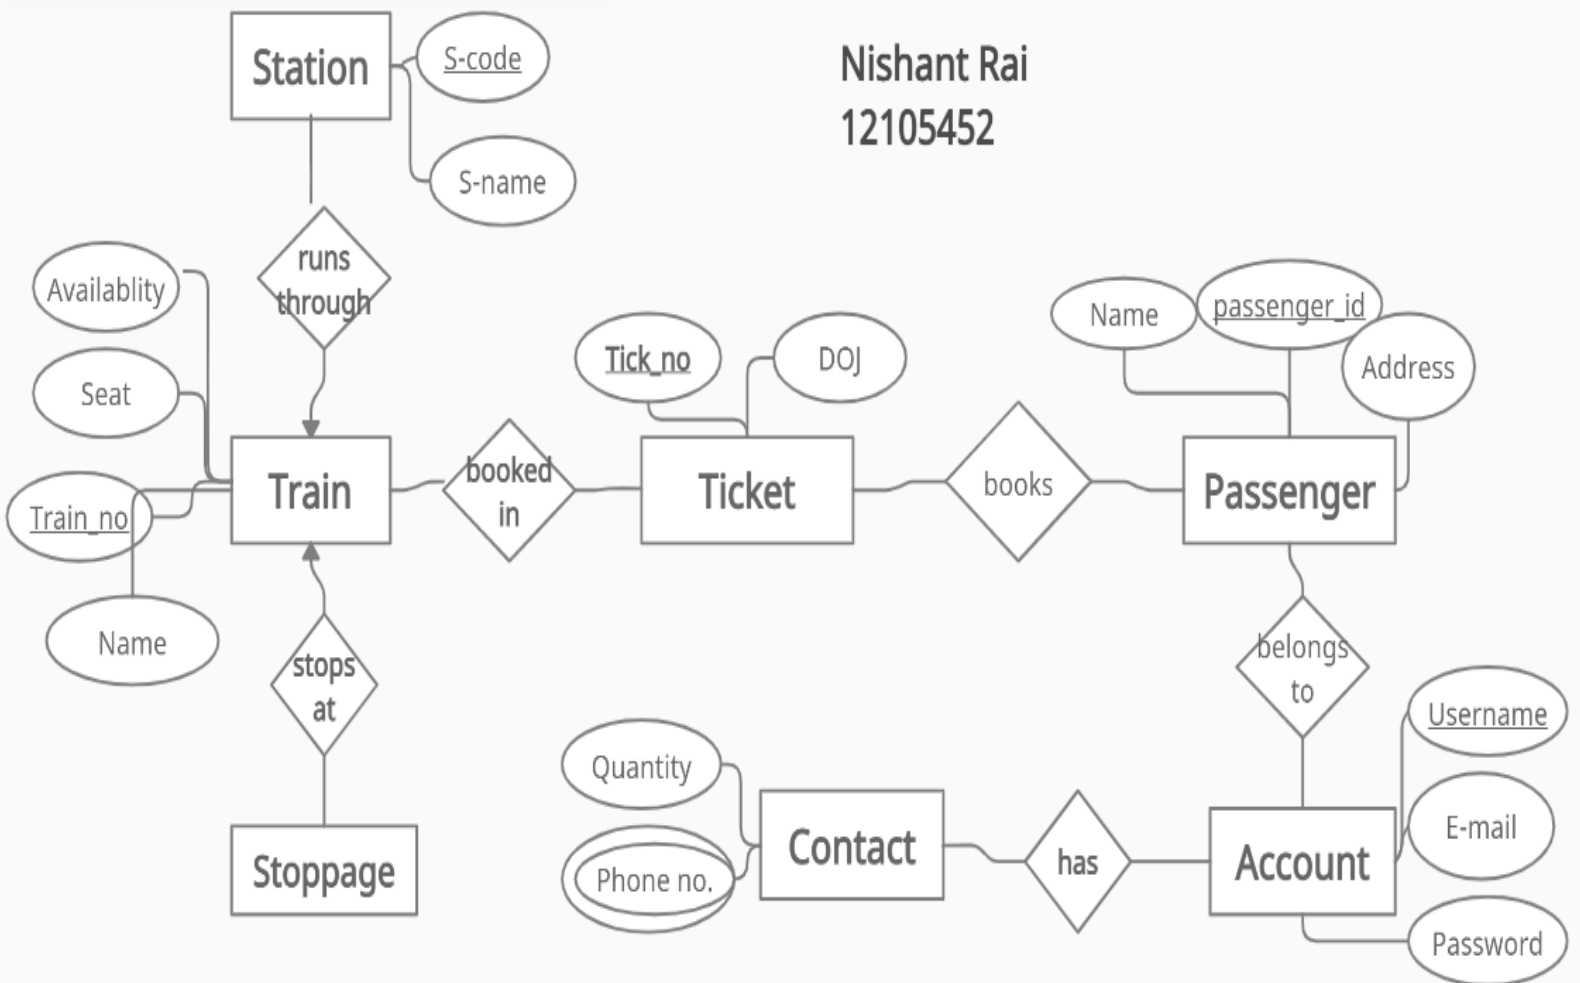 Station
S-code
S-name
Nishant Rai
12105452
runs
through
Availablity
Seat
Train_no
Name
Train
booked
in
Tick_no
DOJ
Ticket
books
Name
passenger_id
Address
Passenger
stops
at
Stoppage
belongs
to
Quantity
Phone no.
Contact
has
Account
Username
E-mail
Password